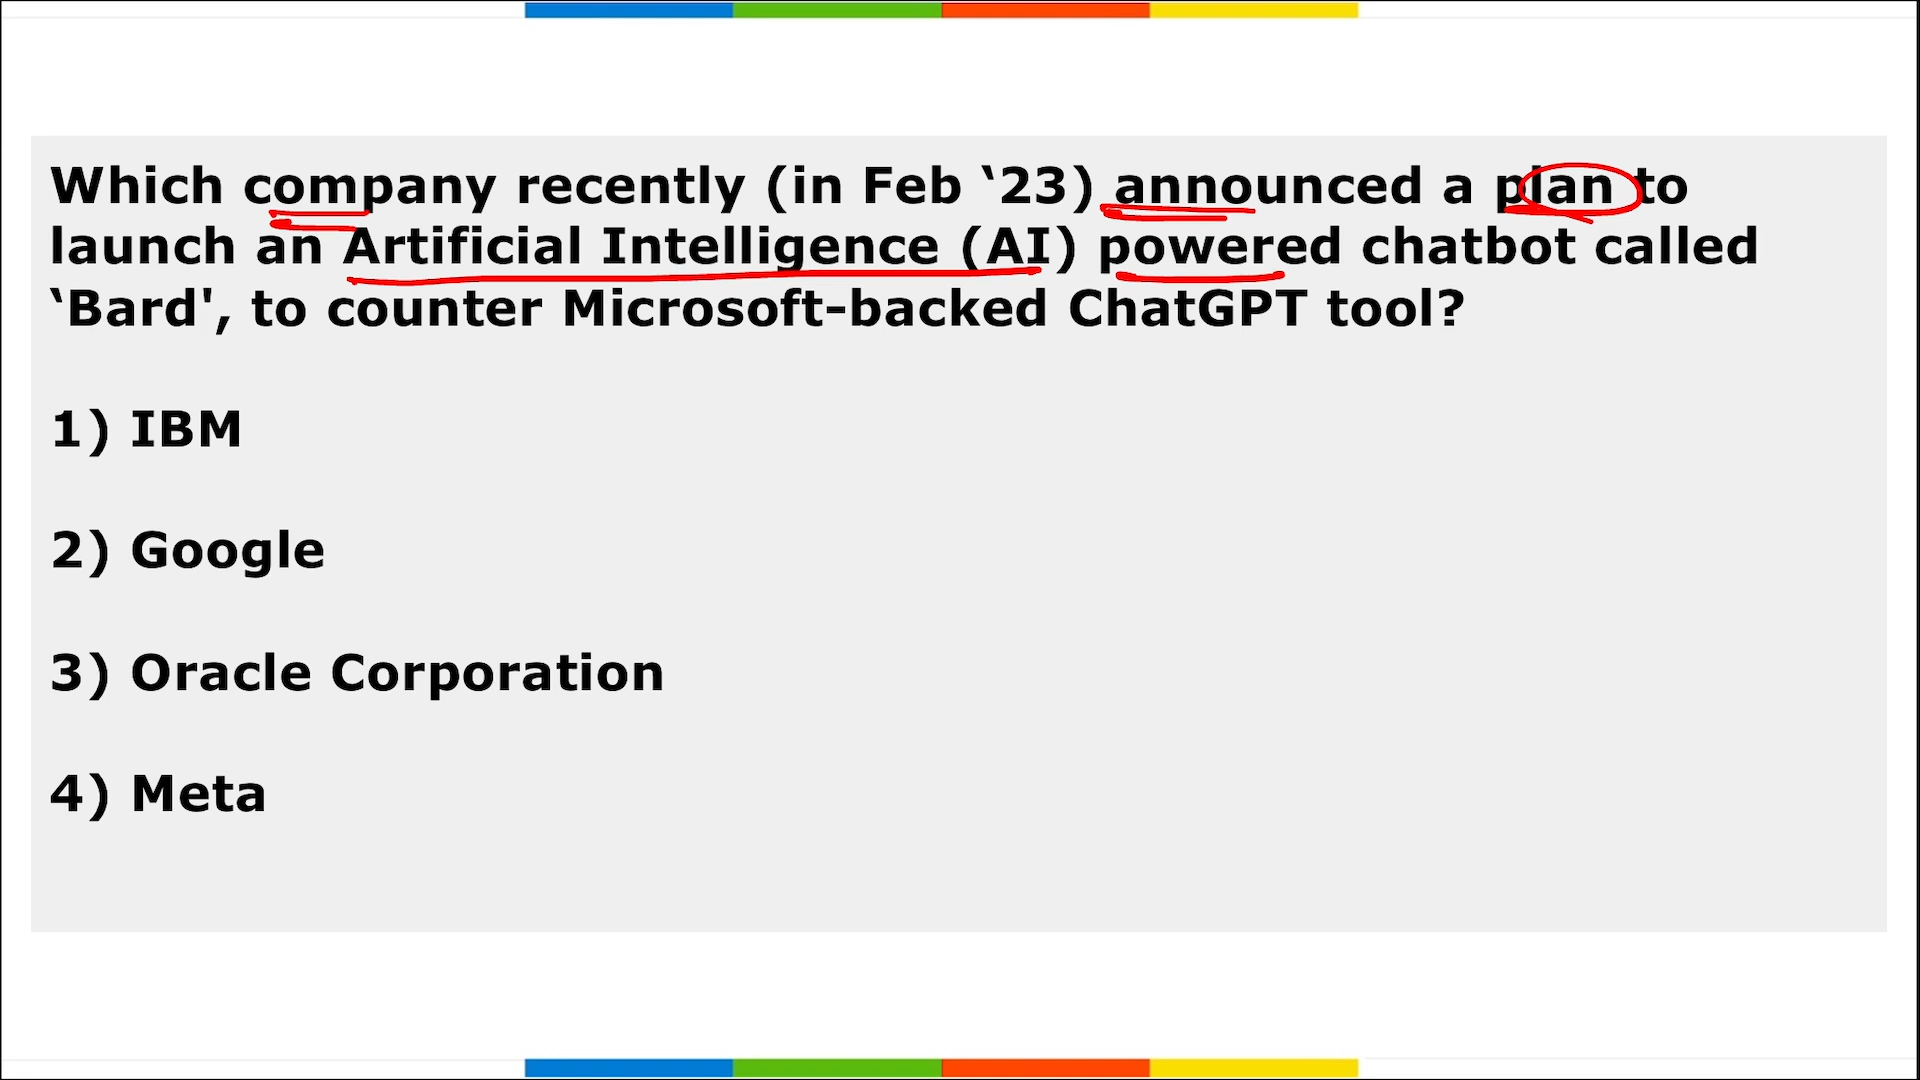 Which company recently (in Feb ‘23) announced a plan to
launch an Artificial Intelligence (AI) powered chatbot called
‘Bard', to counter Microsoft-backed ChatGPT tool?
1) IBM
2) Google
3) Oracle Corporation
4) Meta